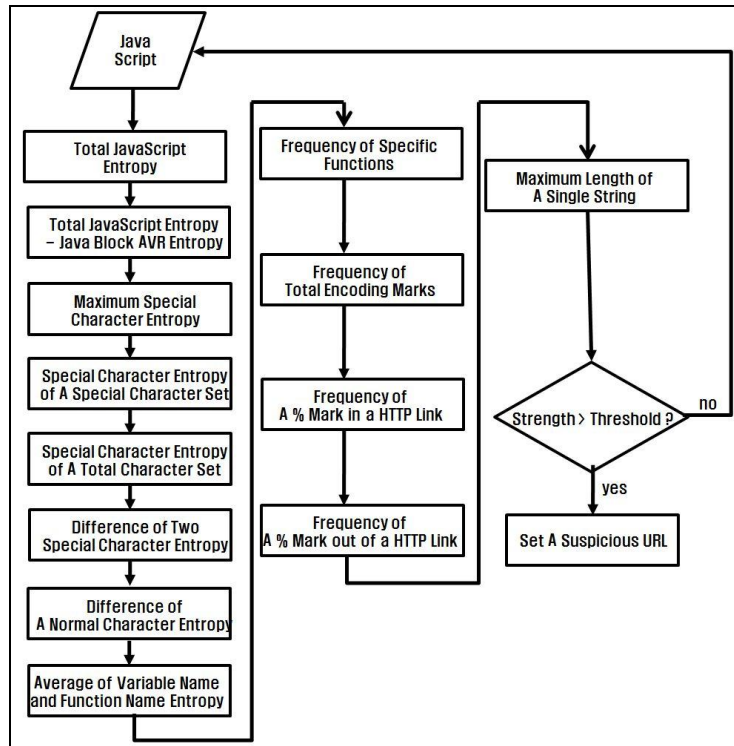 Java
Script
Total JavaScript
Entropy
Total JavaScript Entropy
– Java Block AVR Entropy
Maximum Special
Character Entropy
Special Character Entropy
of A Special Character Set
Special Character Entropy
of A Total Character Set
Difference of Two
Special Character Entropy
Difference of
A Normal Character Entropy
Average of Variable Name
and Function Name Entropy
Frequency of Specific
Functions
Frequency of
Total Encoding Marks
Frequency of
A % Mark in a HTTP Link
Frequency of
A % Mark out of a HTTP Link
Maximum Length of
A Single String
Strength > Threshold ?
no
yes
Set A Suspicious URL